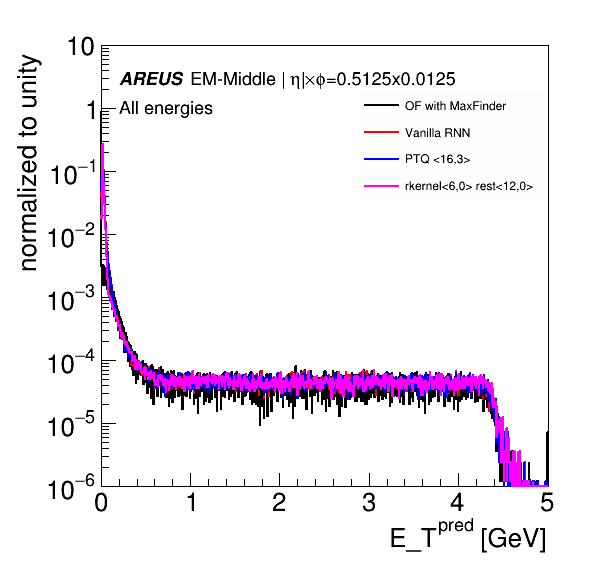 AREUS EM-Middle | η|×ϕ=0.5125x0.0125
All energies
OF with MaxFinder
Vanilla RNN
PTQ <16,3>
rkernel<6,0> rest<12,0>
normalized to unity
10
1
10⁻¹
10⁻²
10⁻³
10⁻⁴
10⁻⁵
10⁻⁶
0 1 2 3 4 5
E_T^pred [GeV]